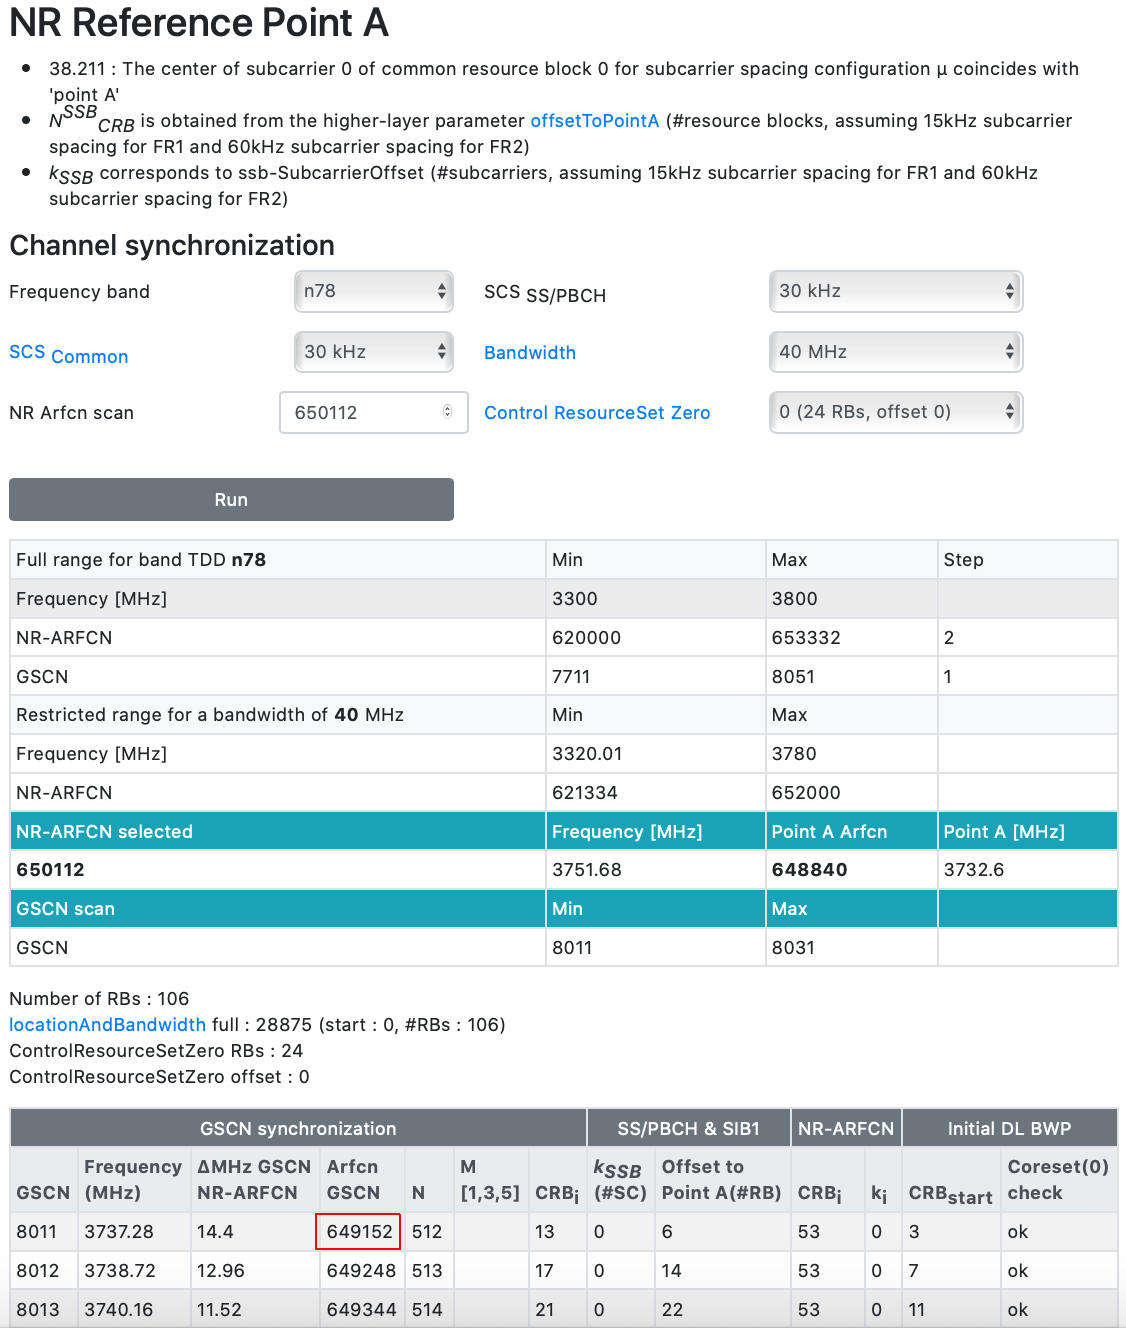 NR Reference Point A
38.211 : The center of subcarrier 0 of common resource block 0 for subcarrier spacing configuration μ coincides with
'point A'
N^SSB_CRB is obtained from the higher-layer parameter offsetToPointA (#resource blocks, assuming 15kHz subcarrier
spacing for FR1 and 60kHz subcarrier spacing for FR2)
k_SSB corresponds to ssb-SubcarrierOffset (#subcarriers, assuming 15kHz subcarrier spacing for FR1 and 60kHz
subcarrier spacing for FR2)
Channel synchronization
Frequency band n78 SCS SS/PBCH 30 kHz
SCS Common 30 kHz Bandwidth 40 MHz
NR Arfcn scan 650112 Control ResourceSet Zero 0 (24 RBs, offset 0)
Run
Full range for band TDD n78 Min Max Step
Frequency [MHz] 3300 3800
NR-ARFCN 620000 653332 2
GSCN 7711 8051 1
Restricted range for a bandwidth of 40 MHz Min Max
Frequency [MHz] 3320.01 3780
NR-ARFCN 621334 652000
NR-ARFCN selected Frequency [MHz] Point A Arfcn Point A [MHz]
650112 3751.68 648840 3732.6
GSCN scan Min Max
GSCN 8011 8031
Number of RBs : 106
locationAndBandwidth full : 28875 (start : 0, #RBs : 106)
ControlResourceSetZero RBs : 24
ControlResourceSetZero offset : 0
GSCN synchronization SS/PBCH & SIB1 NR-ARFCN Initial DL BWP
Frequency ΔMHz GSCN Arfcn M k_SSB Offset to Coreset(0)
GSCN (MHz) NR-ARFCN GSCN N [1,3,5] CRBi (#SC) Point A(#RB) CRBi ki CRBstart check
8011 3737.28 14.4 649152 512 13 0 6 53 0 3 ok
8012 3738.72 12.96 649248 513 17 0 14 53 0 7 ok
8013 3740.16 11.52 649344 514 21 0 22 53 0 11 ok